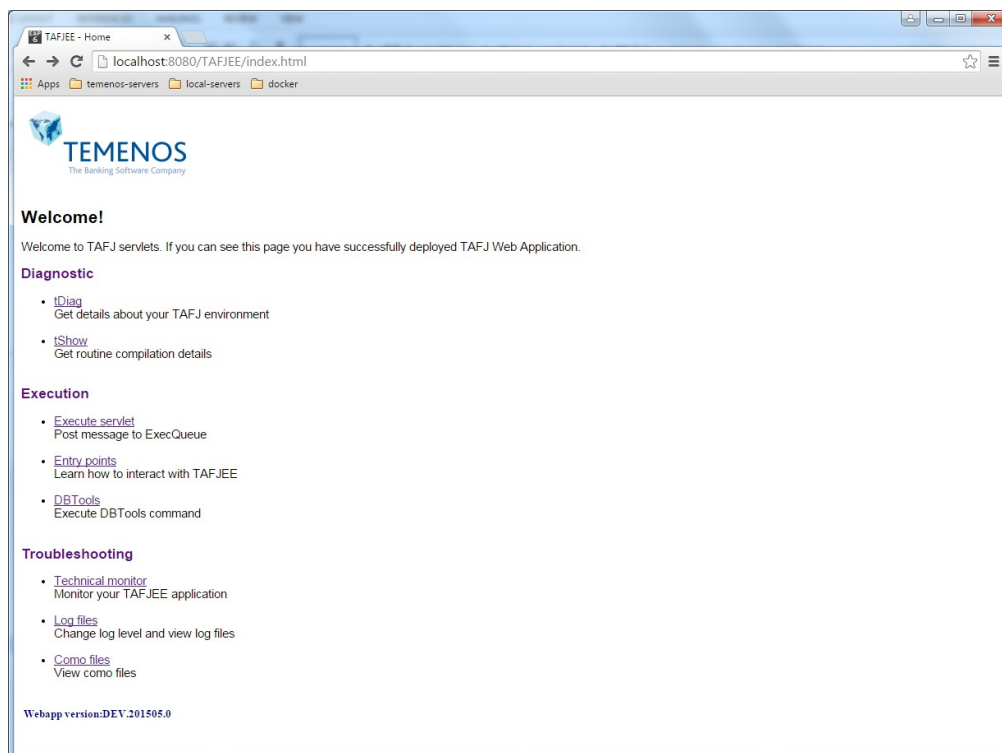 TAFJEE - Home
localhost:8080/TAFJEE/index.html
Apps temenos-servers local-servers docker
TEMENOS
The Banking Software Company
Welcome!
Welcome to TAFJ servlets. If you can see this page you have successfully deployed TAFJ Web Application.
Diagnostic
tDiag
Get details about your TAFJ environment
tShow
Get routine compilation details
Execution
Execute servlet
Post message to ExecQueue
Entry points
Learn how to interact with TAFJEE
DBTools
Execute DBTools command
Troubleshooting
Technical monitor
Monitor your TAFJEE application
Log files
Change log level and view log files
Como files
View como files
Webapp version:DEV.201505.0